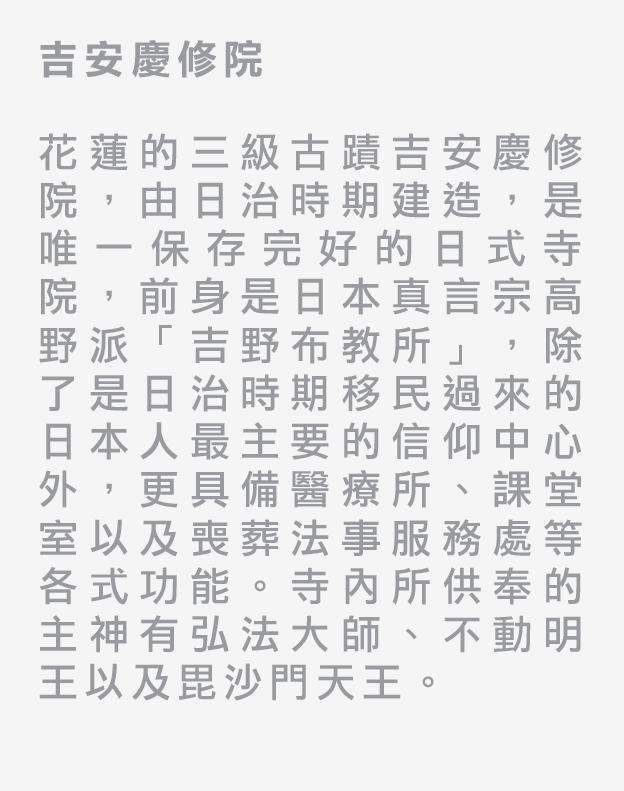 吉安慶修院
花蓮的三級古蹟吉安慶修
院，由日治時期建造，是
唯一保存完好的日式寺
院，前身是日本真言宗高
野派「吉野布教所」，除
了是日治時期移民過來的
日本人最主要的信仰中心
外，更具備醫療所、課堂
室以及喪葬法事服務處等
各式功能。寺內所供奉的
主神有弘法大師、不動明
王以及毘沙門天王。